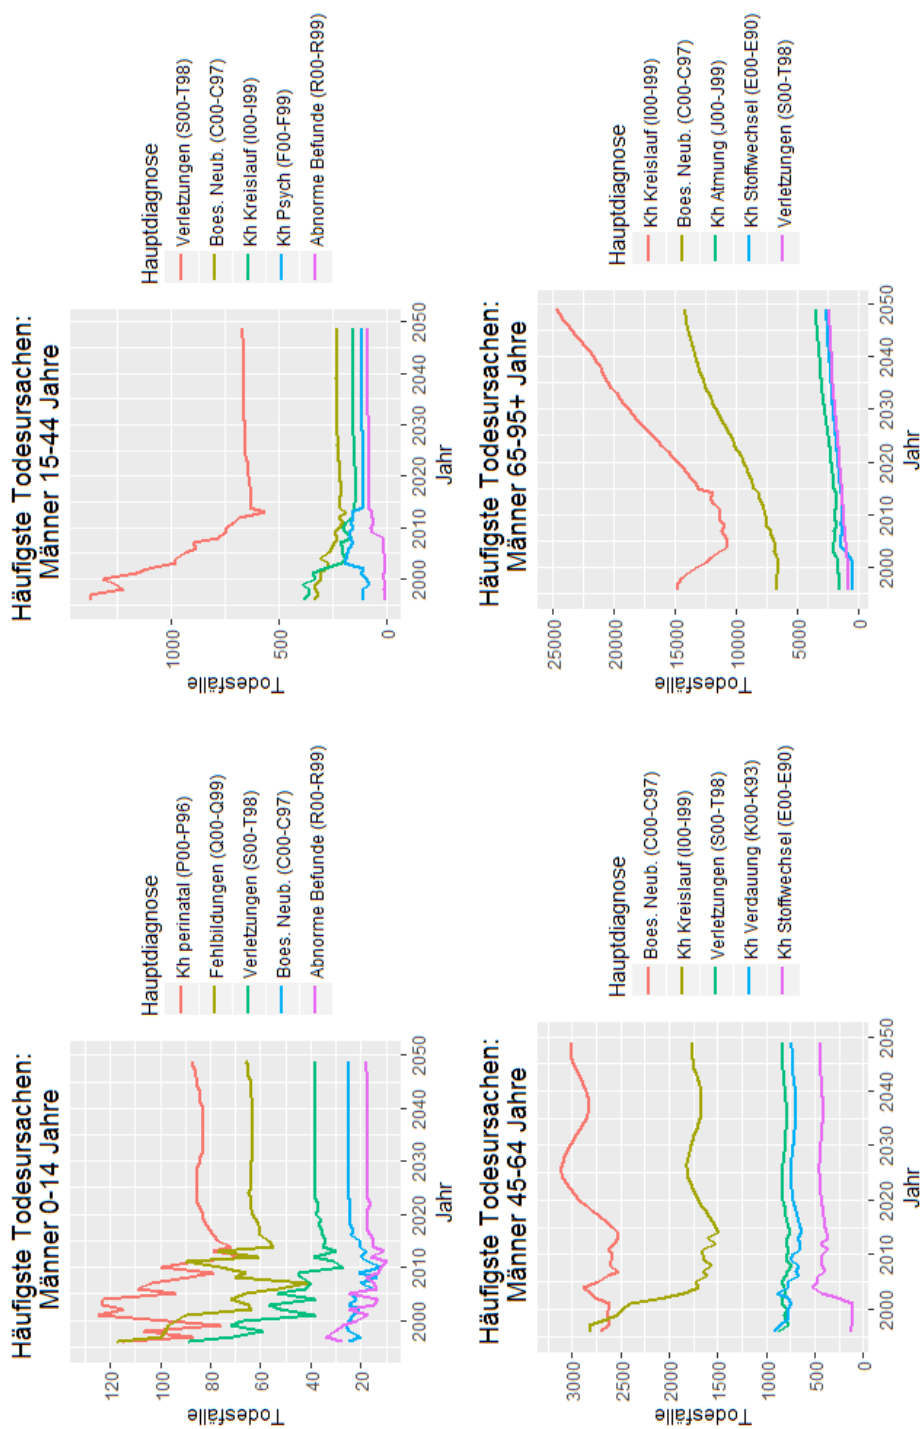 Häufigste Todesursachen:
Männer 0-14 Jahre
Todesfälle
120
100
80
60
40
20
2000
2010
2020
2030
2040
2050
Jahr
Hauptdiagnose
Kh perinatal (P00-P96)
Fehlbildungen (Q00-Q99)
Verletzungen (S00-T98)
Boes. Neub. (C00-C97)
Abnorme Befunde (R00-R99)
Häufigste Todesursachen:
Männer 15-44 Jahre
Todesfälle
1000
500
0
2000
2010
2020
2030
2040
2050
Jahr
Hauptdiagnose
Verletzungen (S00-T98)
Boes. Neub. (C00-C97)
Kh Kreislauf (I00-I99)
Kh Psych (F00-F99)
Abnorme Befunde (R00-R99)
Häufigste Todesursachen:
Männer 45-64 Jahre
Todesfälle
3000
2500
2000
1500
1000
500
0
2000
2010
2020
2030
2040
2050
Jahr
Hauptdiagnose
Boes. Neub. (C00-C97)
Kh Kreislauf (I00-I99)
Verletzungen (S00-T98)
Kh Verdauung (K00-K93)
Kh Stoffwechsel (E00-E90)
Häufigste Todesursachen:
Männer 65-95+ Jahre
Todesfälle
25000
20000
15000
10000
5000
0
2000
2010
2020
2030
2040
2050
Jahr
Hauptdiagnose
Kh Kreislauf (I00-I99)
Boes. Neub. (C00-C97)
Kh Atmung (J00-J99)
Kh Stoffwechsel (E00-E90)
Verletzungen (S00-T98)